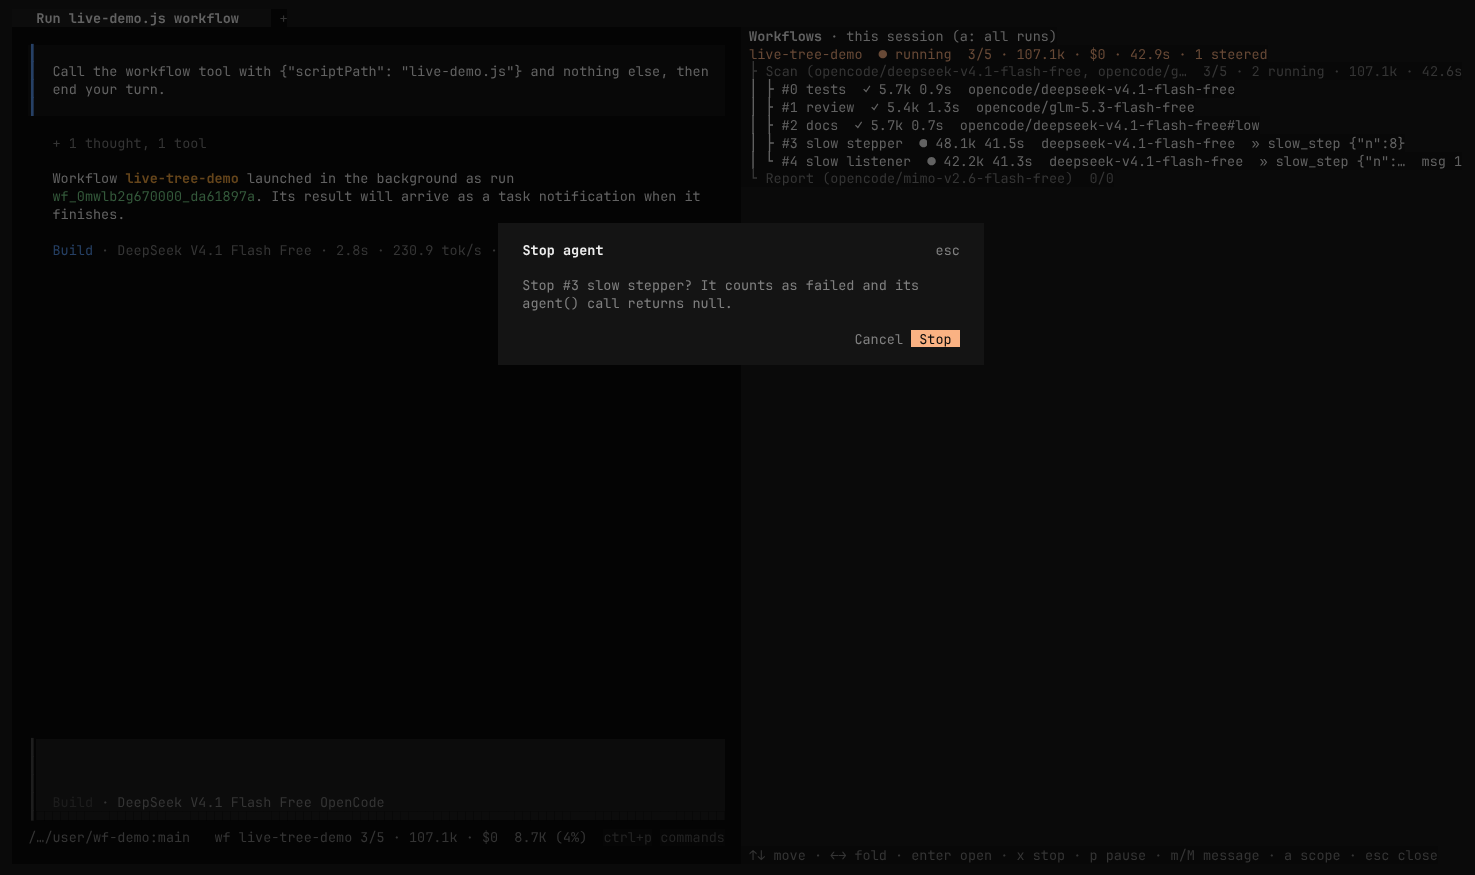 Run live-demo.js workflow +
Call the workflow tool with {"scriptPath": "live-demo.js"} and nothing else, then
end your turn.
+ 1 thought, 1 tool
Workflow live-tree-demo launched in the background as run
wf_0mwlb2g670000_da61897a. Its result will arrive as a task notification when it
finishes.
Build · DeepSeek V4.1 Flash Free · 2.8s · 230.9 tok/s ·
Workflows · this session (a: all runs)
live-tree-demo ● running 3/5 · 107.1k · $0 · 42.9s · 1 steered
├ Scan (opencode/deepseek-v4.1-flash-free, opencode/g… 3/5 · 2 running · 107.1k · 42.6s
│ ├ #0 tests ✓ 5.7k 0.9s opencode/deepseek-v4.1-flash-free
│ ├ #1 review ✓ 5.4k 1.3s opencode/glm-5.3-flash-free
│ ├ #2 docs ✓ 5.7k 0.7s opencode/deepseek-v4.1-flash-free#low
│ ├ #3 slow stepper ● 48.1k 41.5s deepseek-v4.1-flash-free » slow_step {"n":8}
│ └ #4 slow listener ● 42.2k 41.3s deepseek-v4.1-flash-free » slow_step {"n":… msg 1
└ Report (opencode/mimo-v2.6-flash-free) 0/0
Stop agent esc
Stop #3 slow stepper? It counts as failed and its
agent() call returns null.
Cancel Stop
Build · DeepSeek V4.1 Flash Free OpenCode
/…/user/wf-demo:main wf live-tree-demo 3/5 · 107.1k · $0 8.7K (4%) ctrl+p commands
↑↓ move · ↔ fold · enter open · x stop · p pause · m/M message · a scope · esc close